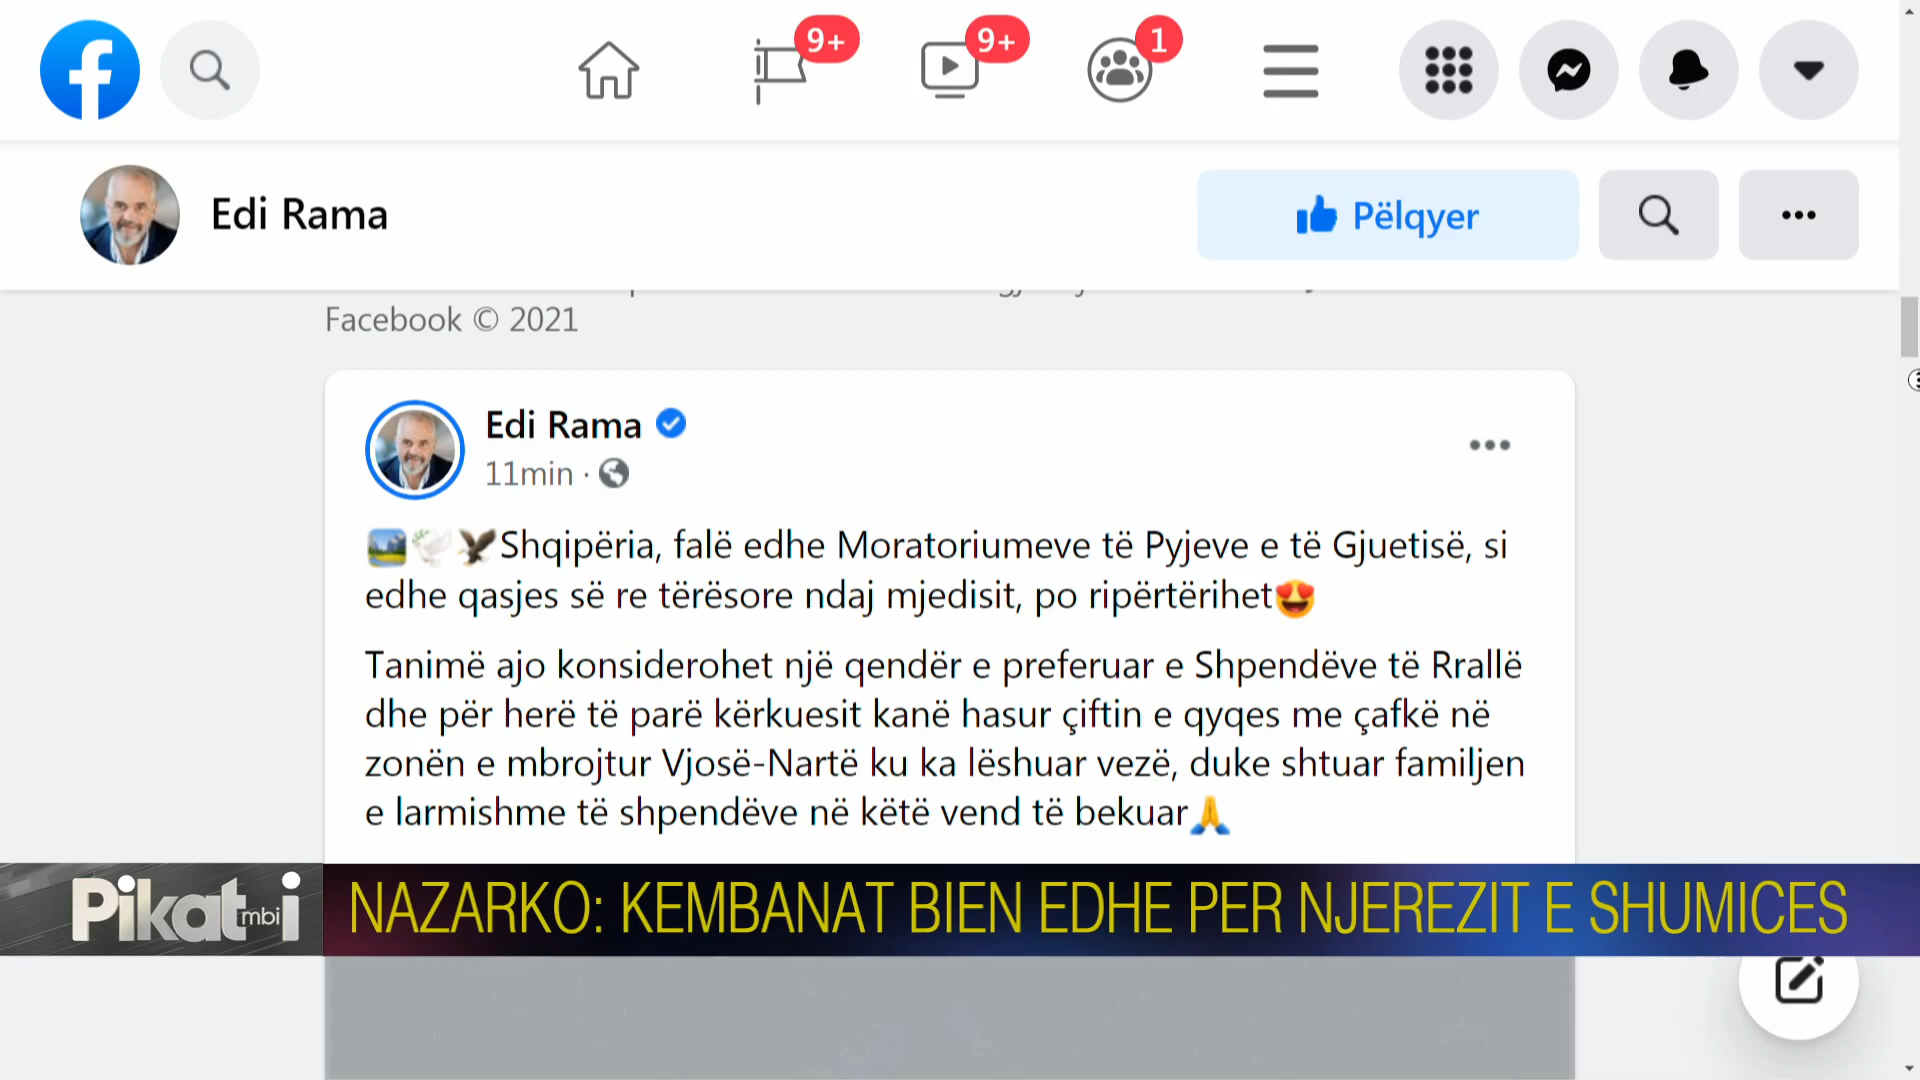 9+
9+
1
Edi Rama
Pëlqyer
Facebook © 2021
Edi Rama
11min ·
Shqipëria, falë edhe Moratoriumeve të Pyjeve e të Gjuetisë, si
edhe qasjes së re tërësore ndaj mjedisit, po ripërtërihet
Tanimë ajo konsiderohet një qendër e preferuar e Shpendëve të Rrallë
dhe për herë të parë kërkuesit kanë hasur çiftin e qyqes me çafkë në
zonën e mbrojtur Vjosë-Nartë ku ka lëshuar vezë, duke shtuar familjen
e larmishme të shpendëve në këtë vend të bekuar
Pikat mbi i
NAZARKO: KEMBANAT BIEN EDHE PER NJEREZIT E SHUMICES